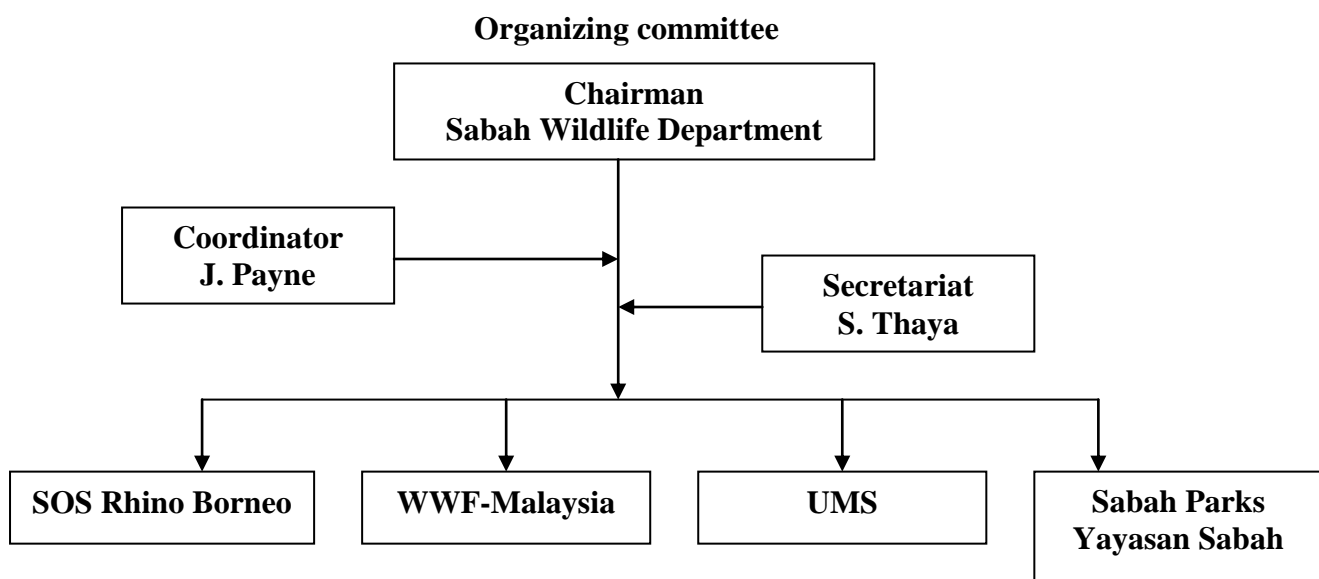 Organizing committee
Chairman
Sabah Wildlife Department
Coordinator
J. Payne
Secretariat
S. Thaya
SOS Rhino Borneo
WWF-Malaysia
UMS
Sabah Parks
Yayasan Sabah